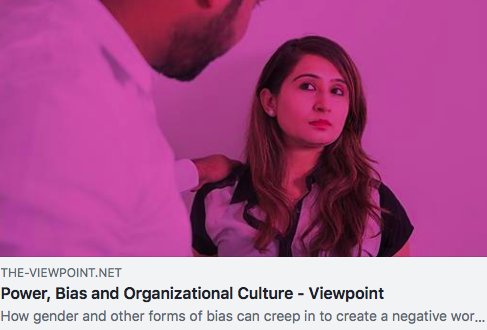 THE-VIEWPOINT.NET
Power, Bias and Organizational Culture - Viewpoint
How gender and other forms of bias can creep in to create a negative wor...